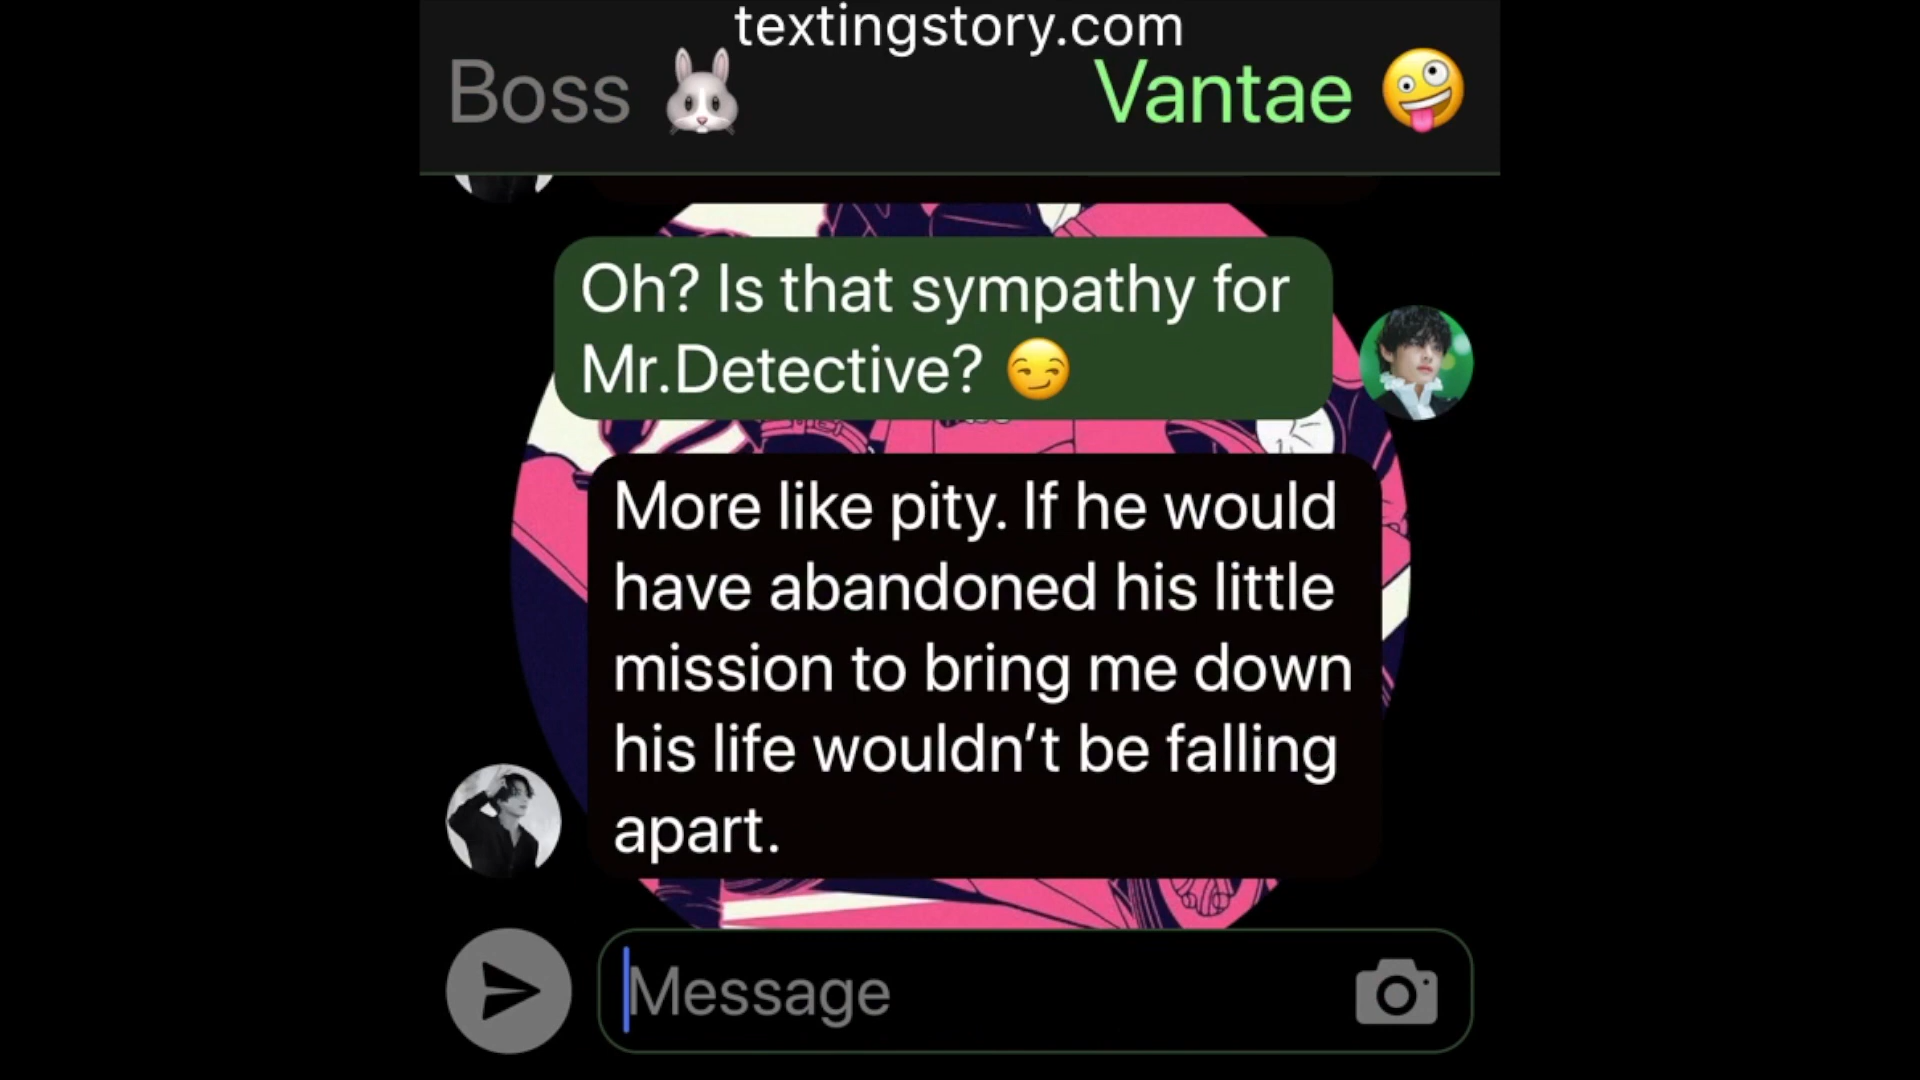 textingstory.com
Boss 🐰 Vantae 🤪
Oh? Is that sympathy for
Mr.Detective? 😏
More like pity. If he would
have abandoned his little
mission to bring me down
his life wouldn’t be falling
apart.
Message